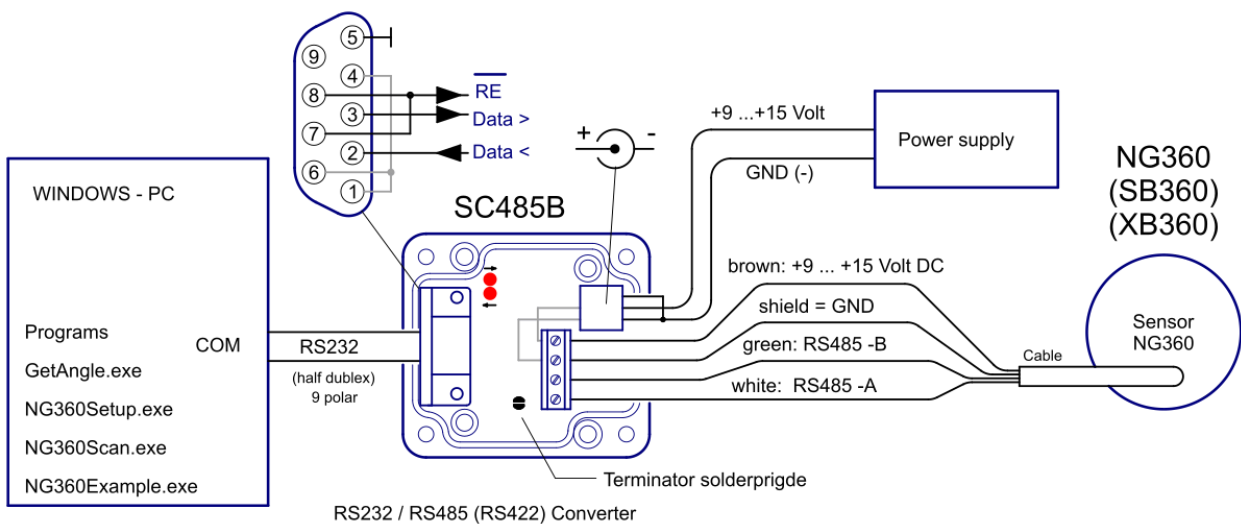 5
9
4
8
3
7
2
6
1
RE
Data >
Data <
+ -
+9 ...+15 Volt
GND (-)
Power supply
NG360
(SB360)
(XB360)
WINDOWS - PC
Programs
GetAngle.exe
NG360Setup.exe
NG360Scan.exe
NG360Example.exe
COM
RS232
(half dublex)
9 polar
SC485B
brown: +9 ... +15 Volt DC
shield = GND
green: RS485 -B
white: RS485 -A
Cable
Sensor
NG360
Terminator solderprigde
RS232 / RS485 (RS422) Converter